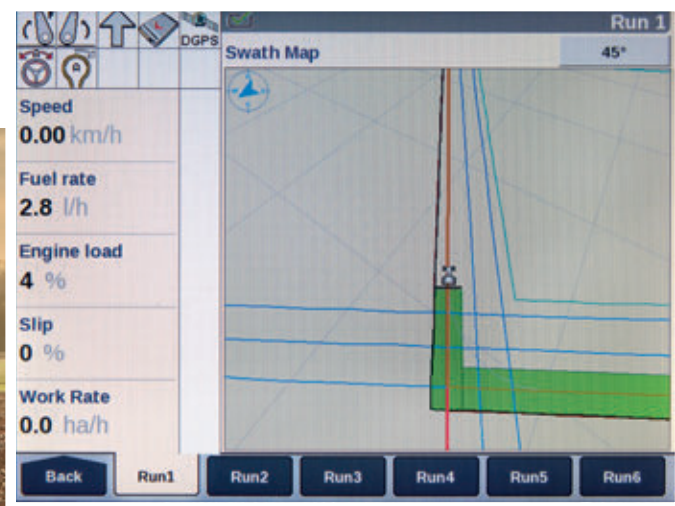 DGPS
Run 1
Swath Map
45°
Speed
0.00 km/h
Fuel rate
2.8 l/h
Engine load
4 %
Slip
0 %
Work Rate
0.0 ha/h
Back
Run1
Run2
Run3
Run4
Run5
Run6